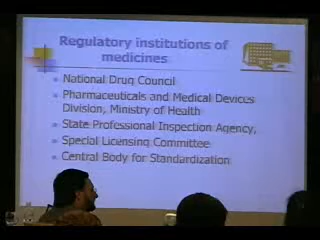 Regulatory institutions of
medicines
National Drug Council
Pharmaceuticals and Medical Devices
Division, Ministry of Health
State Professional Inspection Agency,
Special Licensing Committee
Central Body for Standardization